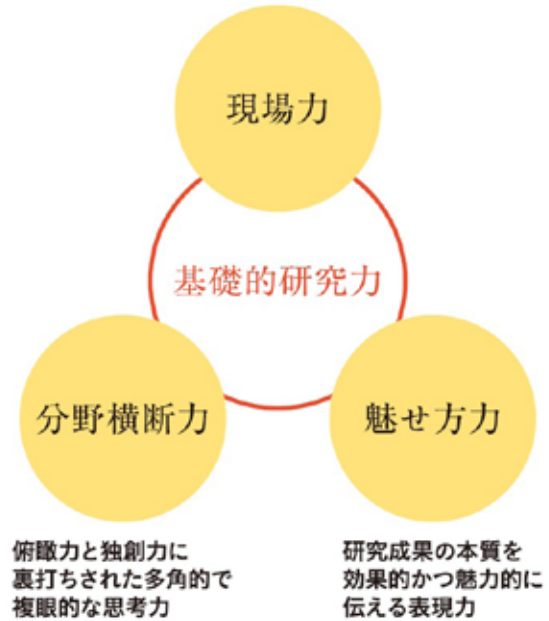 現場力
基礎的研究力
分野横断力
魅せ方力
俯瞰力と独創力に
裏打ちされた多角的で
複眼的な思考力
研究成果の本質を
効果的かつ魅力的に
伝える表現力